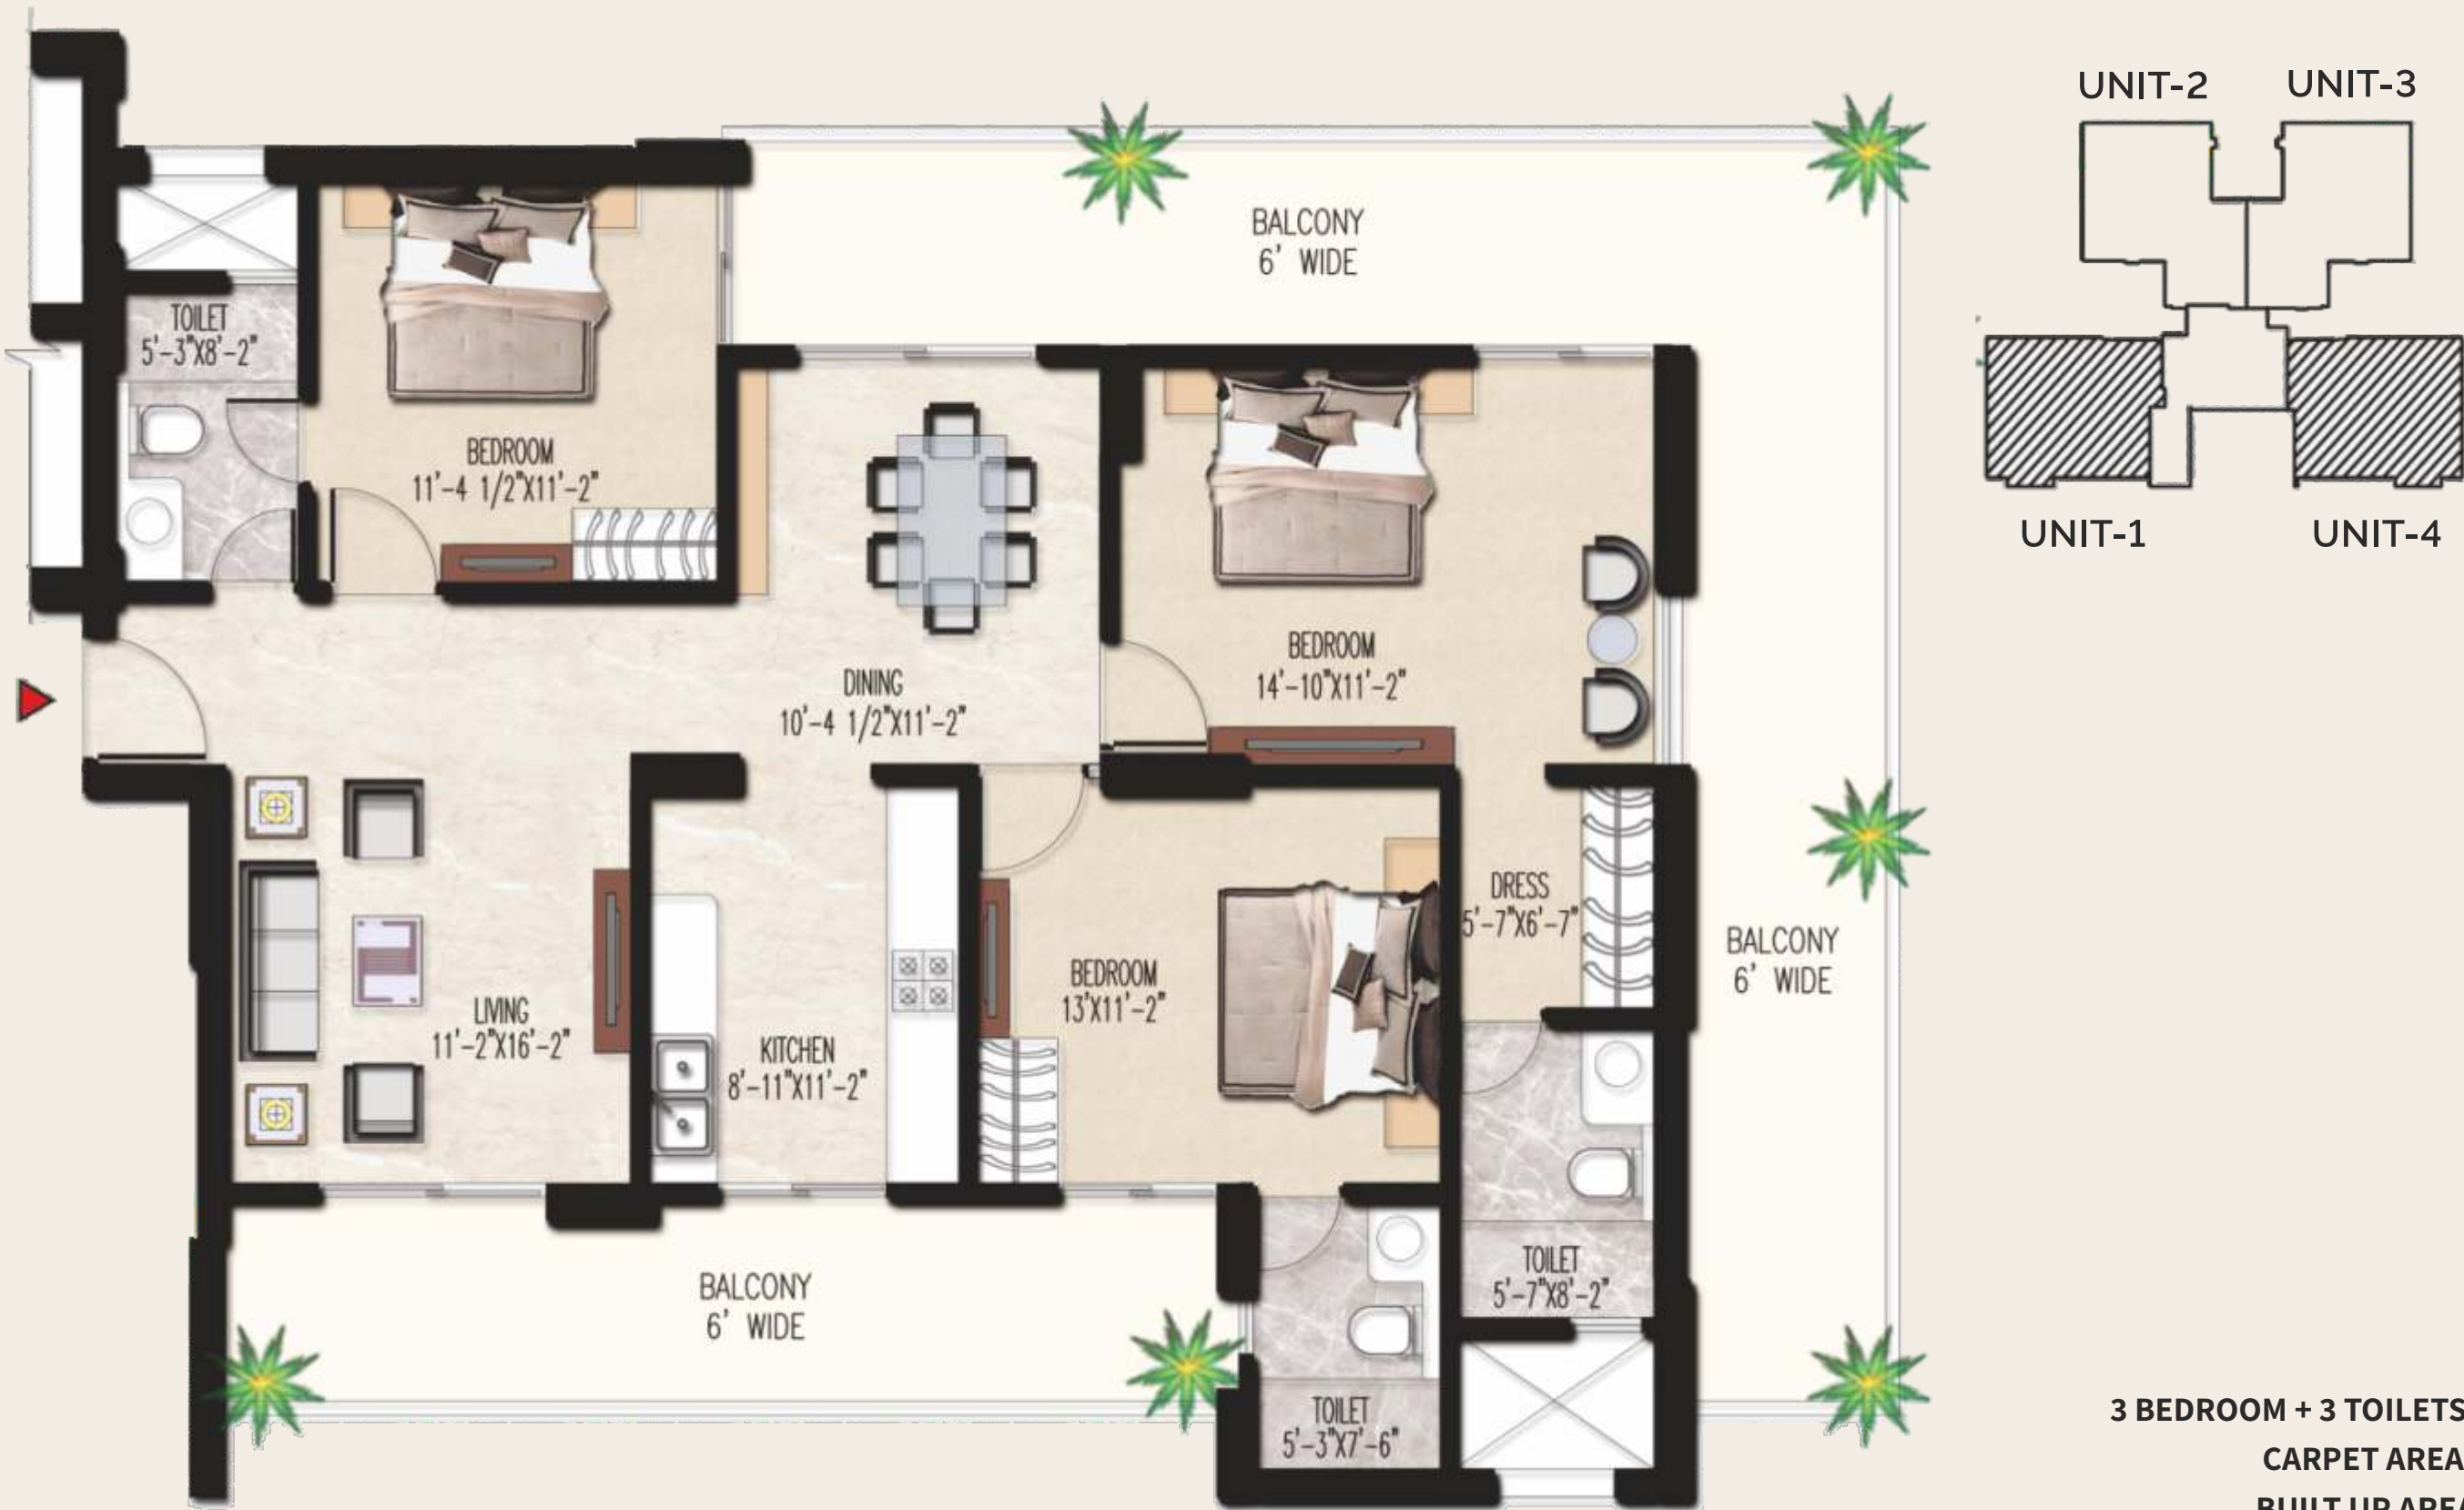 UNIT-2
UNIT-3
BALCONY
6' WIDE
TOILET
5'-3"X8'-2"
BEDROOM
11'-4 1/2"X11'-2"
UNIT-1
UNIT-4
BEDROOM
14'-10"X11'-2"
DINING
10'-4 1/2"X11'-2"
DRESS
5'-7"X6'-7"
BALCONY
6' WIDE
BEDROOM
13'X11'-2"
LIVING
11'-2"X16'-2"
KITCHEN
8'-11"X11'-2"
TOILET
5'-7"X8'-2"
BALCONY
6' WIDE
TOILET
5'-3"X7'-6"
3 BEDROOM + 3 TOILETS
CARPET AREA
BUILT UP AREA